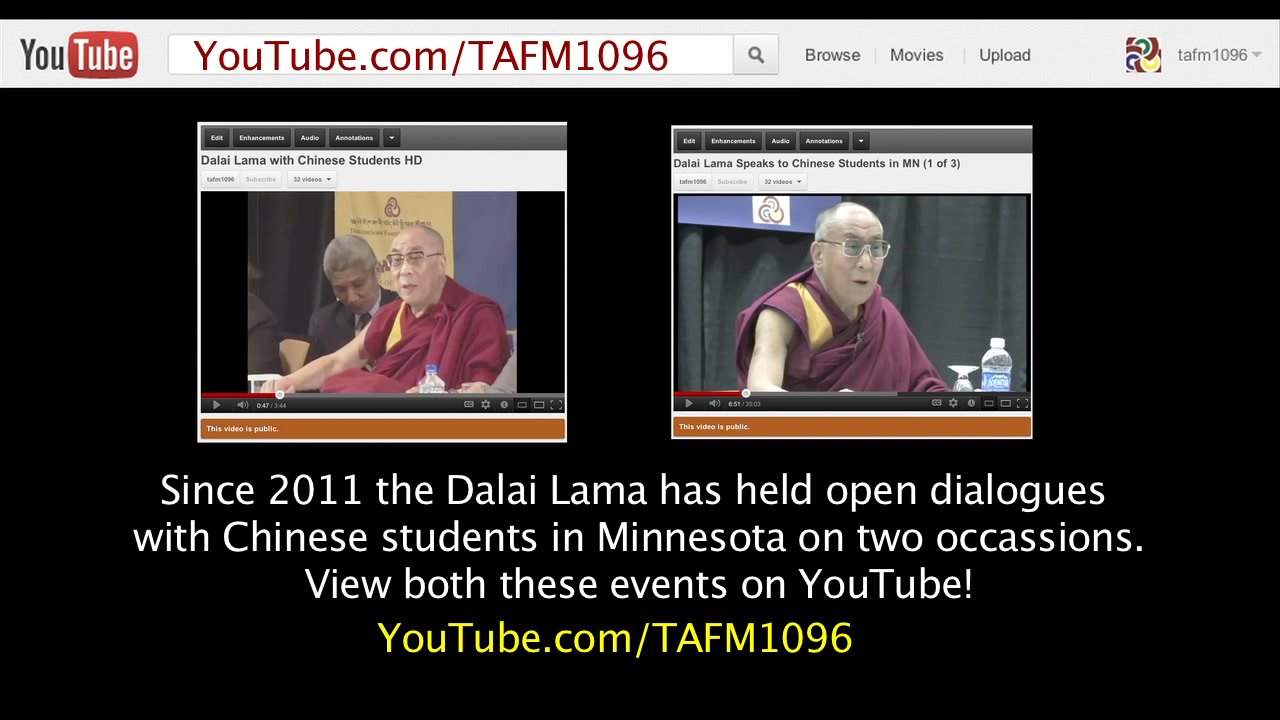 YouTube
YouTube.com/TAFM1096
Browse
Movies
Upload
tafm1096
Edit Enhancements Audio Annotations
Dalai Lama with Chinese Students HD
tafm1096 Subscribe 32 videos
0:47 / 3:44
This video is public.
Edit Enhancements Audio Annotations
Dalai Lama Speaks to Chinese Students in MN (1 of 3)
tafm1096 Subscribe 32 videos
6:51 / 35:03
This video is public.
Since 2011 the Dalai Lama has held open dialogues
with Chinese students in Minnesota on two occassions.
View both these events on YouTube!
YouTube.com/TAFM1096